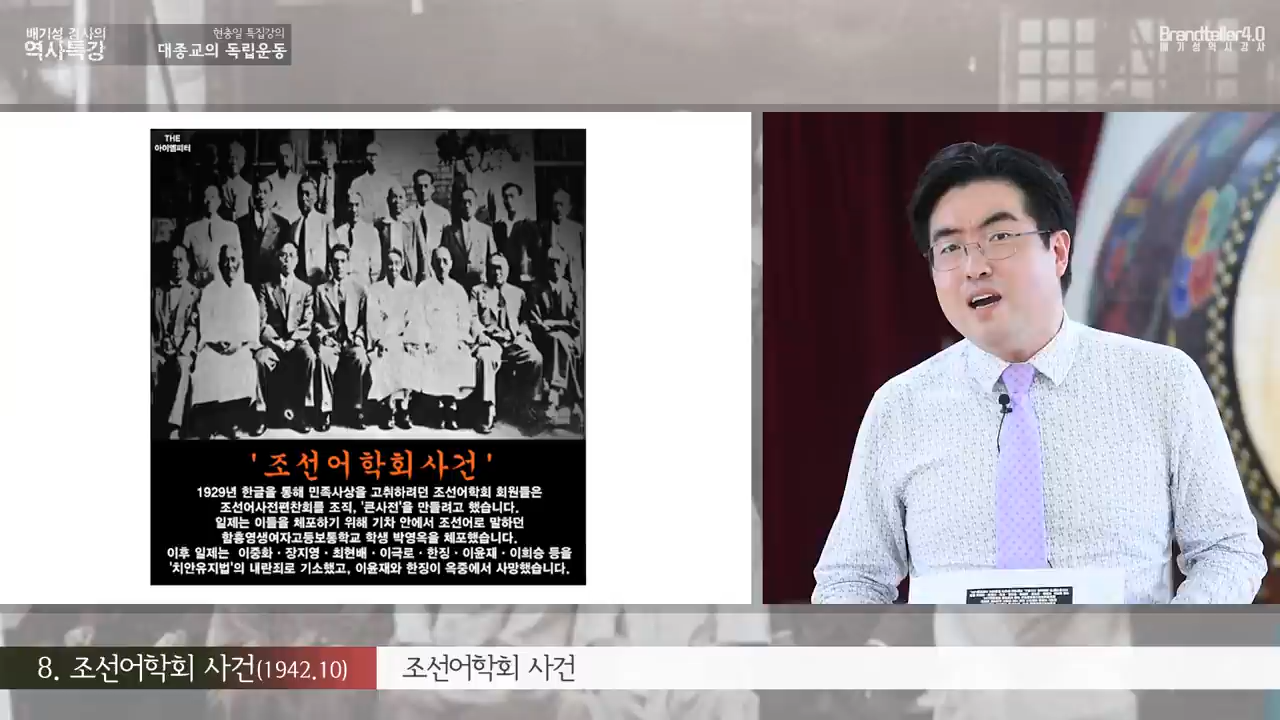 배기성 강사의
역사특강
현충일 특집강의
대종교의 독립운동
Brandteller4.0
배기성역사강사
THE
아이엠피터
'조선어학회사건'
1929년 한글을 통해 민족사상을 고취하려던 조선어학회 회원들은
조선어사전편찬회를 조직, '큰사전'을 만들려고 했습니다.
일제는 이들을 체포하기 위해 기차 안에서 조선어로 말하던
함흥영생여자고등보통학교 학생 박영옥을 체포했습니다.
이후 일제는 이중화·장지영·최현배·이극로·한징·이윤재·이희승 등을
'치안유지법'의 내란죄로 기소했고, 이윤재와 한징이 옥중에서 사망했습니다.
8. 조선어학회 사건(1942.10)
조선어학회 사건